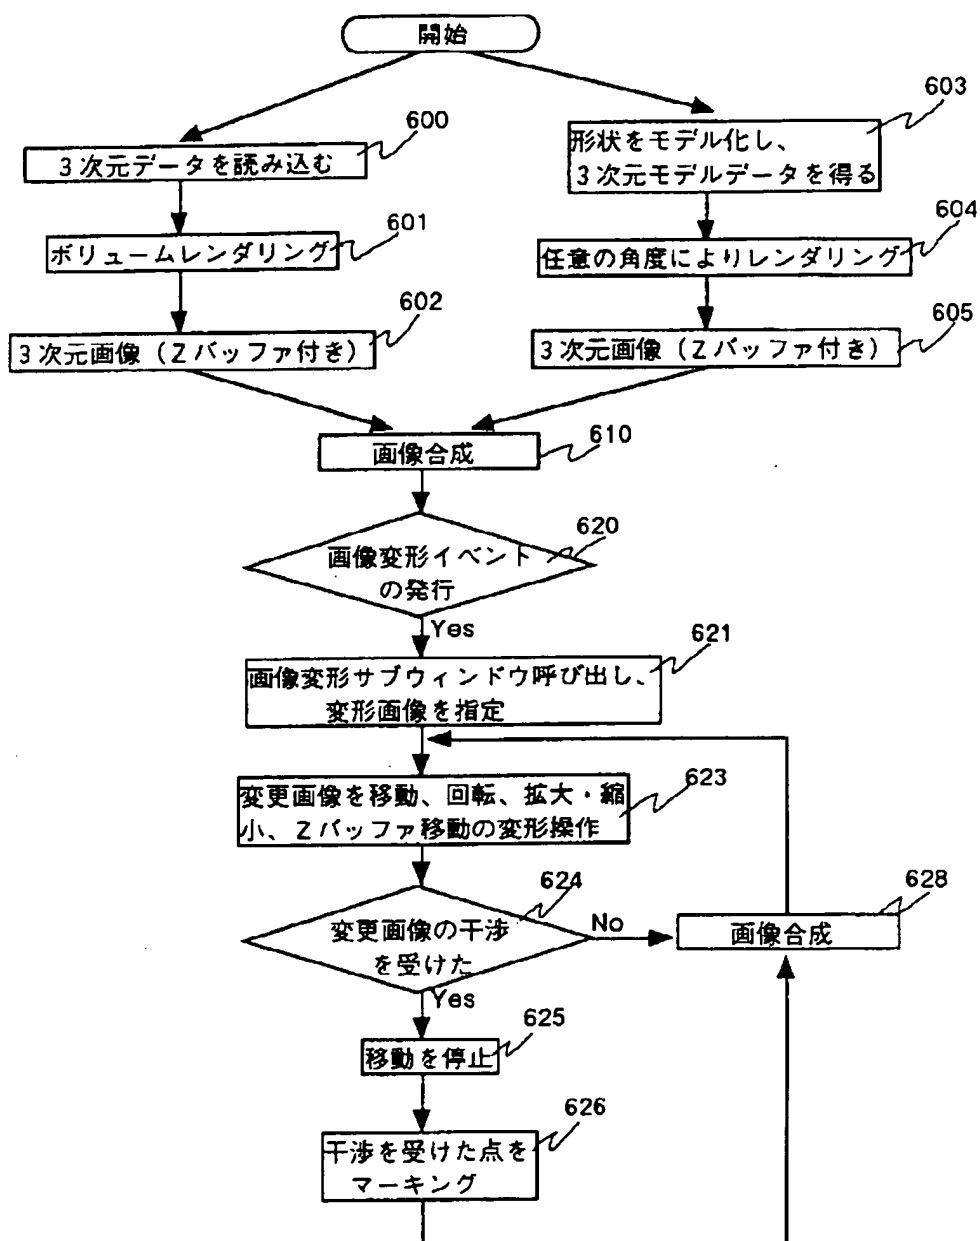 開始
600
3次元データを読み込む
603
形状をモデル化し、
3次元モデルデータを得る
601
ボリュームレンダリング
604
任意の角度によりレンダリング
602
3次元画像(Zバッファ付き)
605
3次元画像(Zバッファ付き)
画像合成
610
620
画像変形イベント
の発行
Yes
621
画像変形サブウィンドウ呼び出し、
変形画像を指定
623
変更画像を移動、回転、拡大・縮
小、Zバッファ移動の変形操作
624
変更画像の干渉
を受けた
No
628
画像合成
Yes
625
移動を停止
626
干渉を受けた点を
マーキング